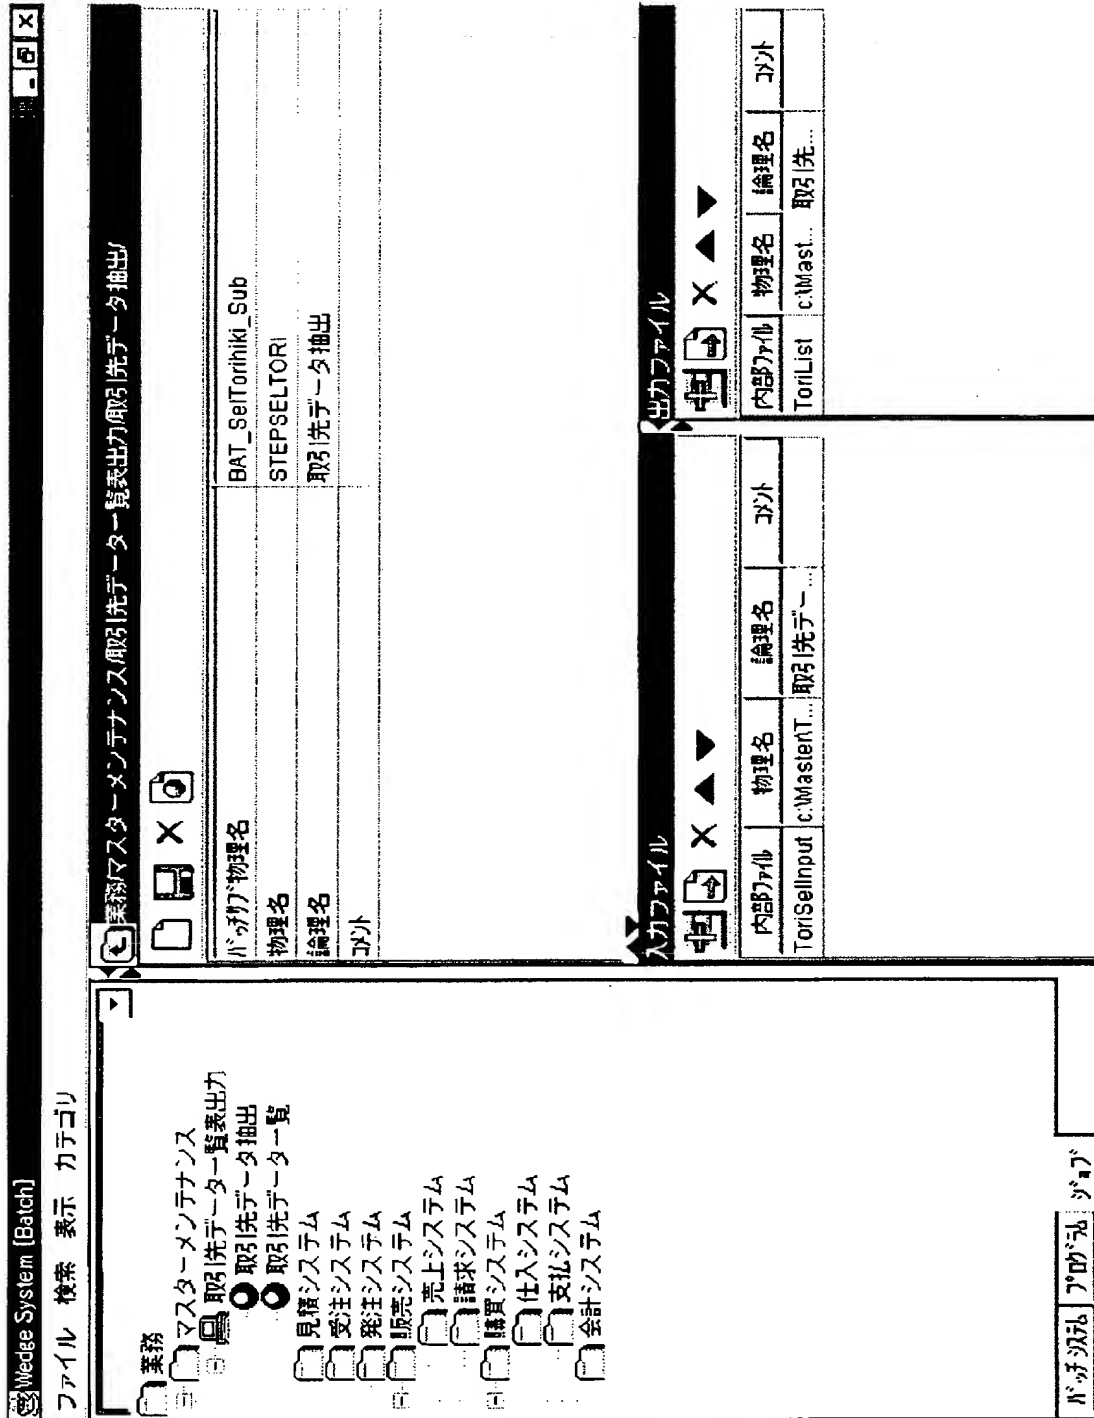 Wedge System [Batch]
ファイル 検索 表示 カテゴリ
業務
マスターメンテナンス
取引先データ一覧表出力
取引先データ抽出
取引先データ一覧
見積システム
受注システム
発注システム
販売システム
売上システム
請求システム
購買システム
仕入システム
支払システム
会計システム
バッチシステム プログラム ジョブ
業務/マスターメンテナンス/取引先データ一覧表出力/取引先データ抽出/
バッチサブ物理名 BAT_SelTorihiki_Sub
物理名 STEPSELTORI
論理名 取引先データ抽出
コメント
入力ファイル
内部ファイル 物理名 論理名 コメント
ToriSelInput c:\Master\T... 取引先デー...
出力ファイル
内部ファイル 物理名 論理名 コメント
ToriList c:\Mast... 取引先...